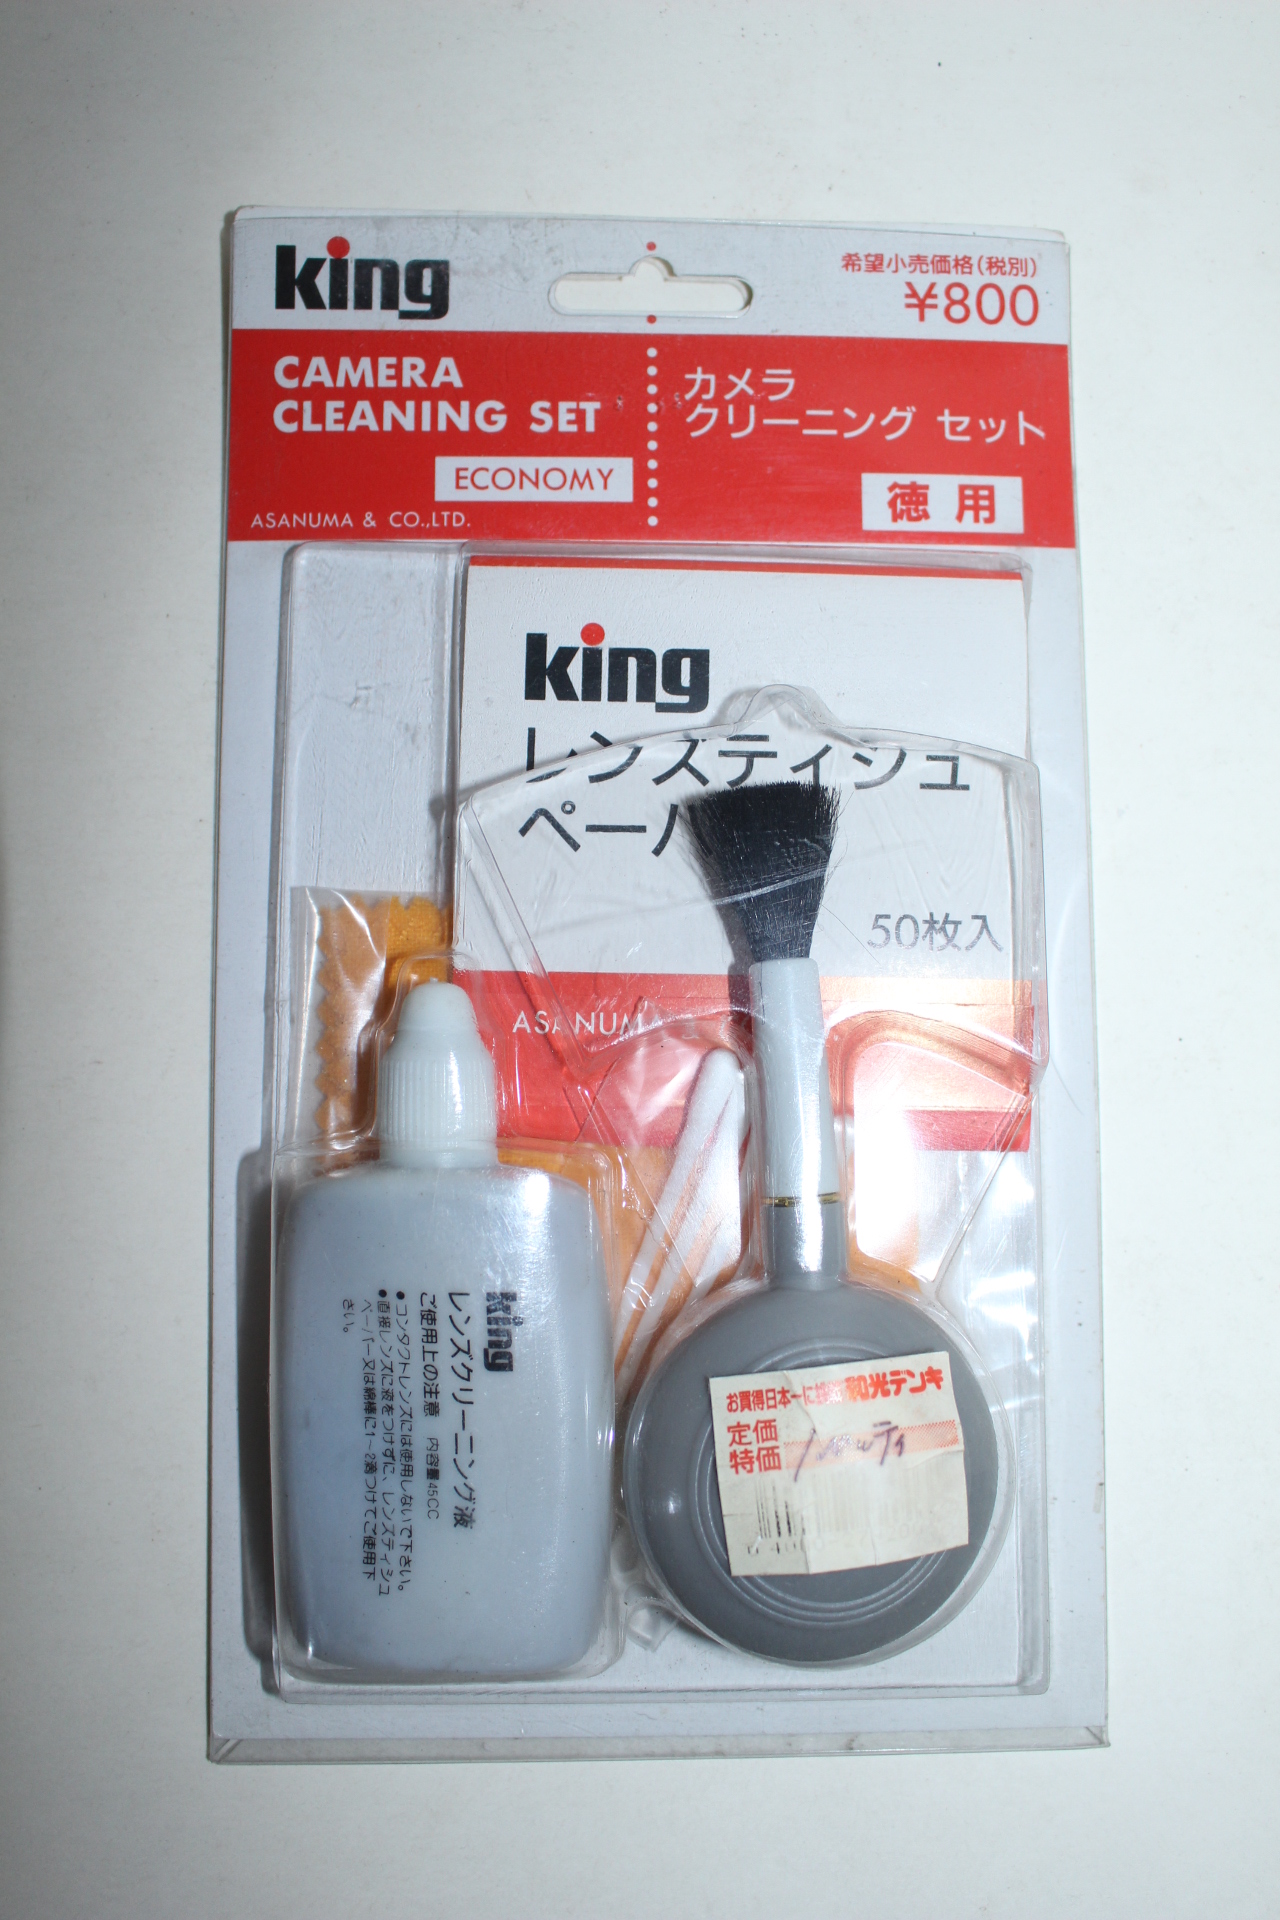 king
希望小売価格(税別)
¥800
CAMERA
CLEANING SET
ECONOMY
ASANUMA & CO.,LTD.
カメラ
クリーニング セット
徳用
king
レンズティシュ
ペーパ
50枚入
ASANUMA &
king
レンズクリーニング液
ご使用上の注意 内容量45CC
●コンタクトレンズには使用しないで下さい。
●直接レンズに液をつけずに、レンズティシュ
ペーパー又は綿棒に1~2滴つけてご使用下
さい。
お買得日本一に 和光デンキ
定価
特価